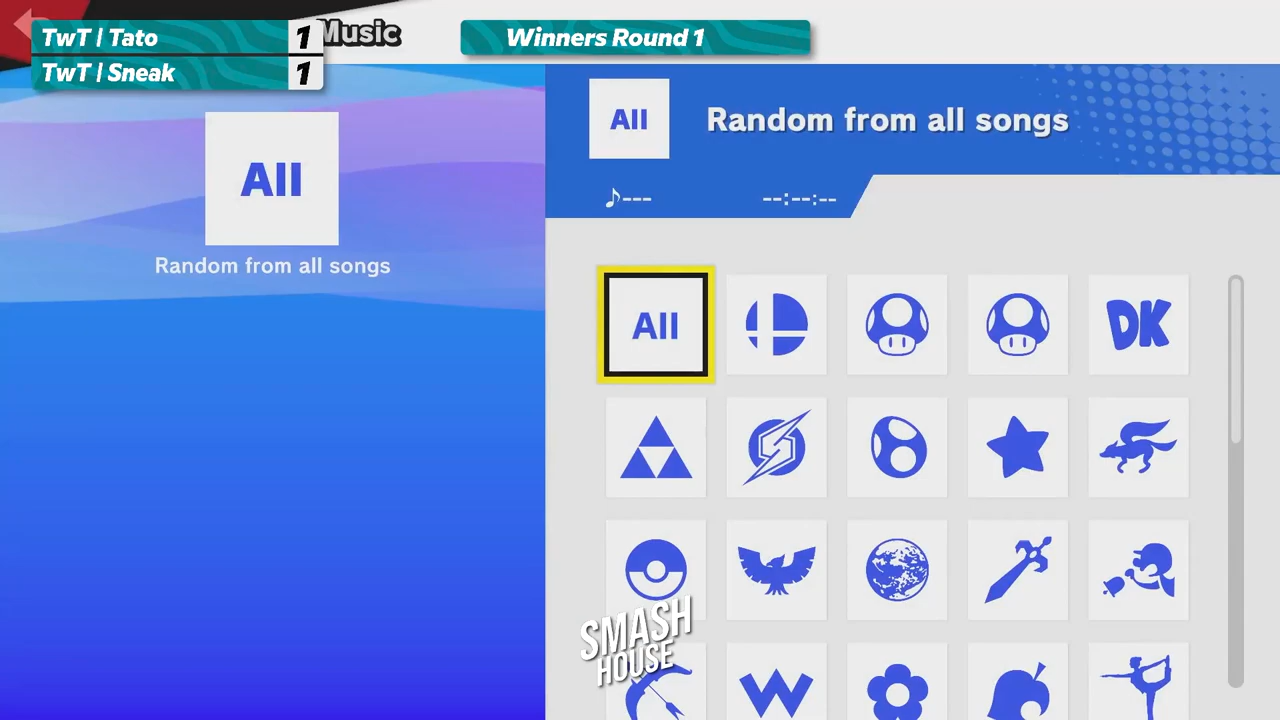 TwT | Tato 1
TwT | Sneak 1
Music
Winners Round 1
All
Random from all songs
All
Random from all songs
♪---
--:--:--
All
DK
SMASH
HOUSE